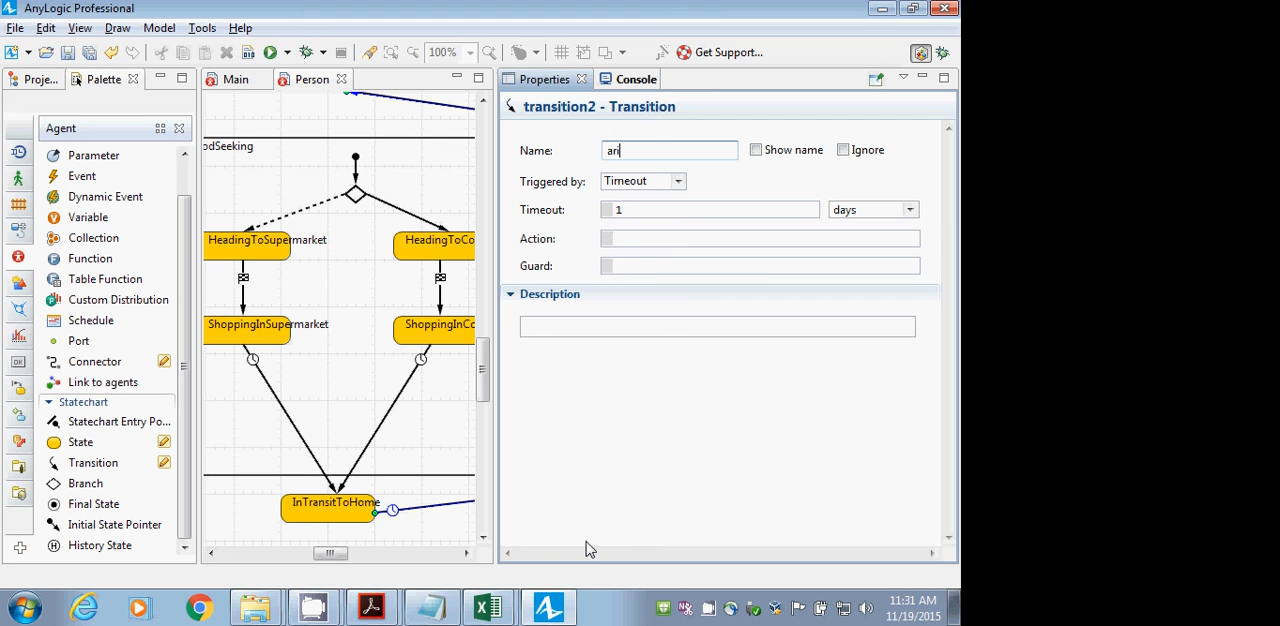 AnyLogic Professional
File Edit View Draw Model Tools Help
100% Get Support...
Proje... Palette Main Person Properties Console
Agent
Parameter
Event
Dynamic Event
Variable
Collection
Function
Table Function
Custom Distribution
Schedule
Port
Connector
Link to agents
Statechart
Statechart Entry Po...
State
Transition
Branch
Final State
Initial State Pointer
History State
odSeeking
HeadingToSupermarket HeadingToCo
ShoppingInSupermarket ShoppingInCo
InTransitToHome
transition2 - Transition
Name: ari Show name Ignore
Triggered by: Timeout
Timeout: 1 days
Action:
Guard:
Description
11:31 AM
11/19/2015